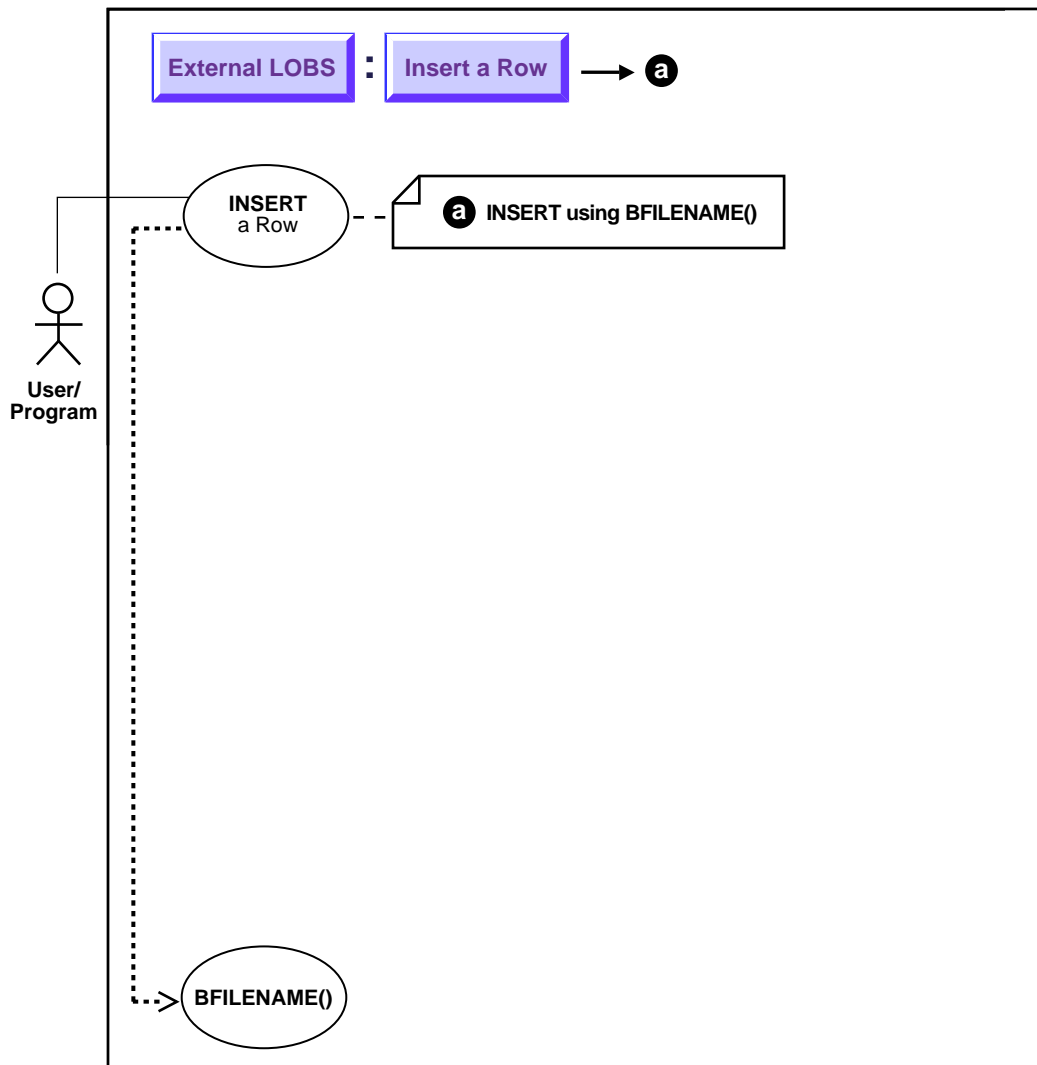 External LOBS : Insert a Row a
INSERT
a Row
a INSERT using BFILENAME()
User/
Program
BFILENAME()